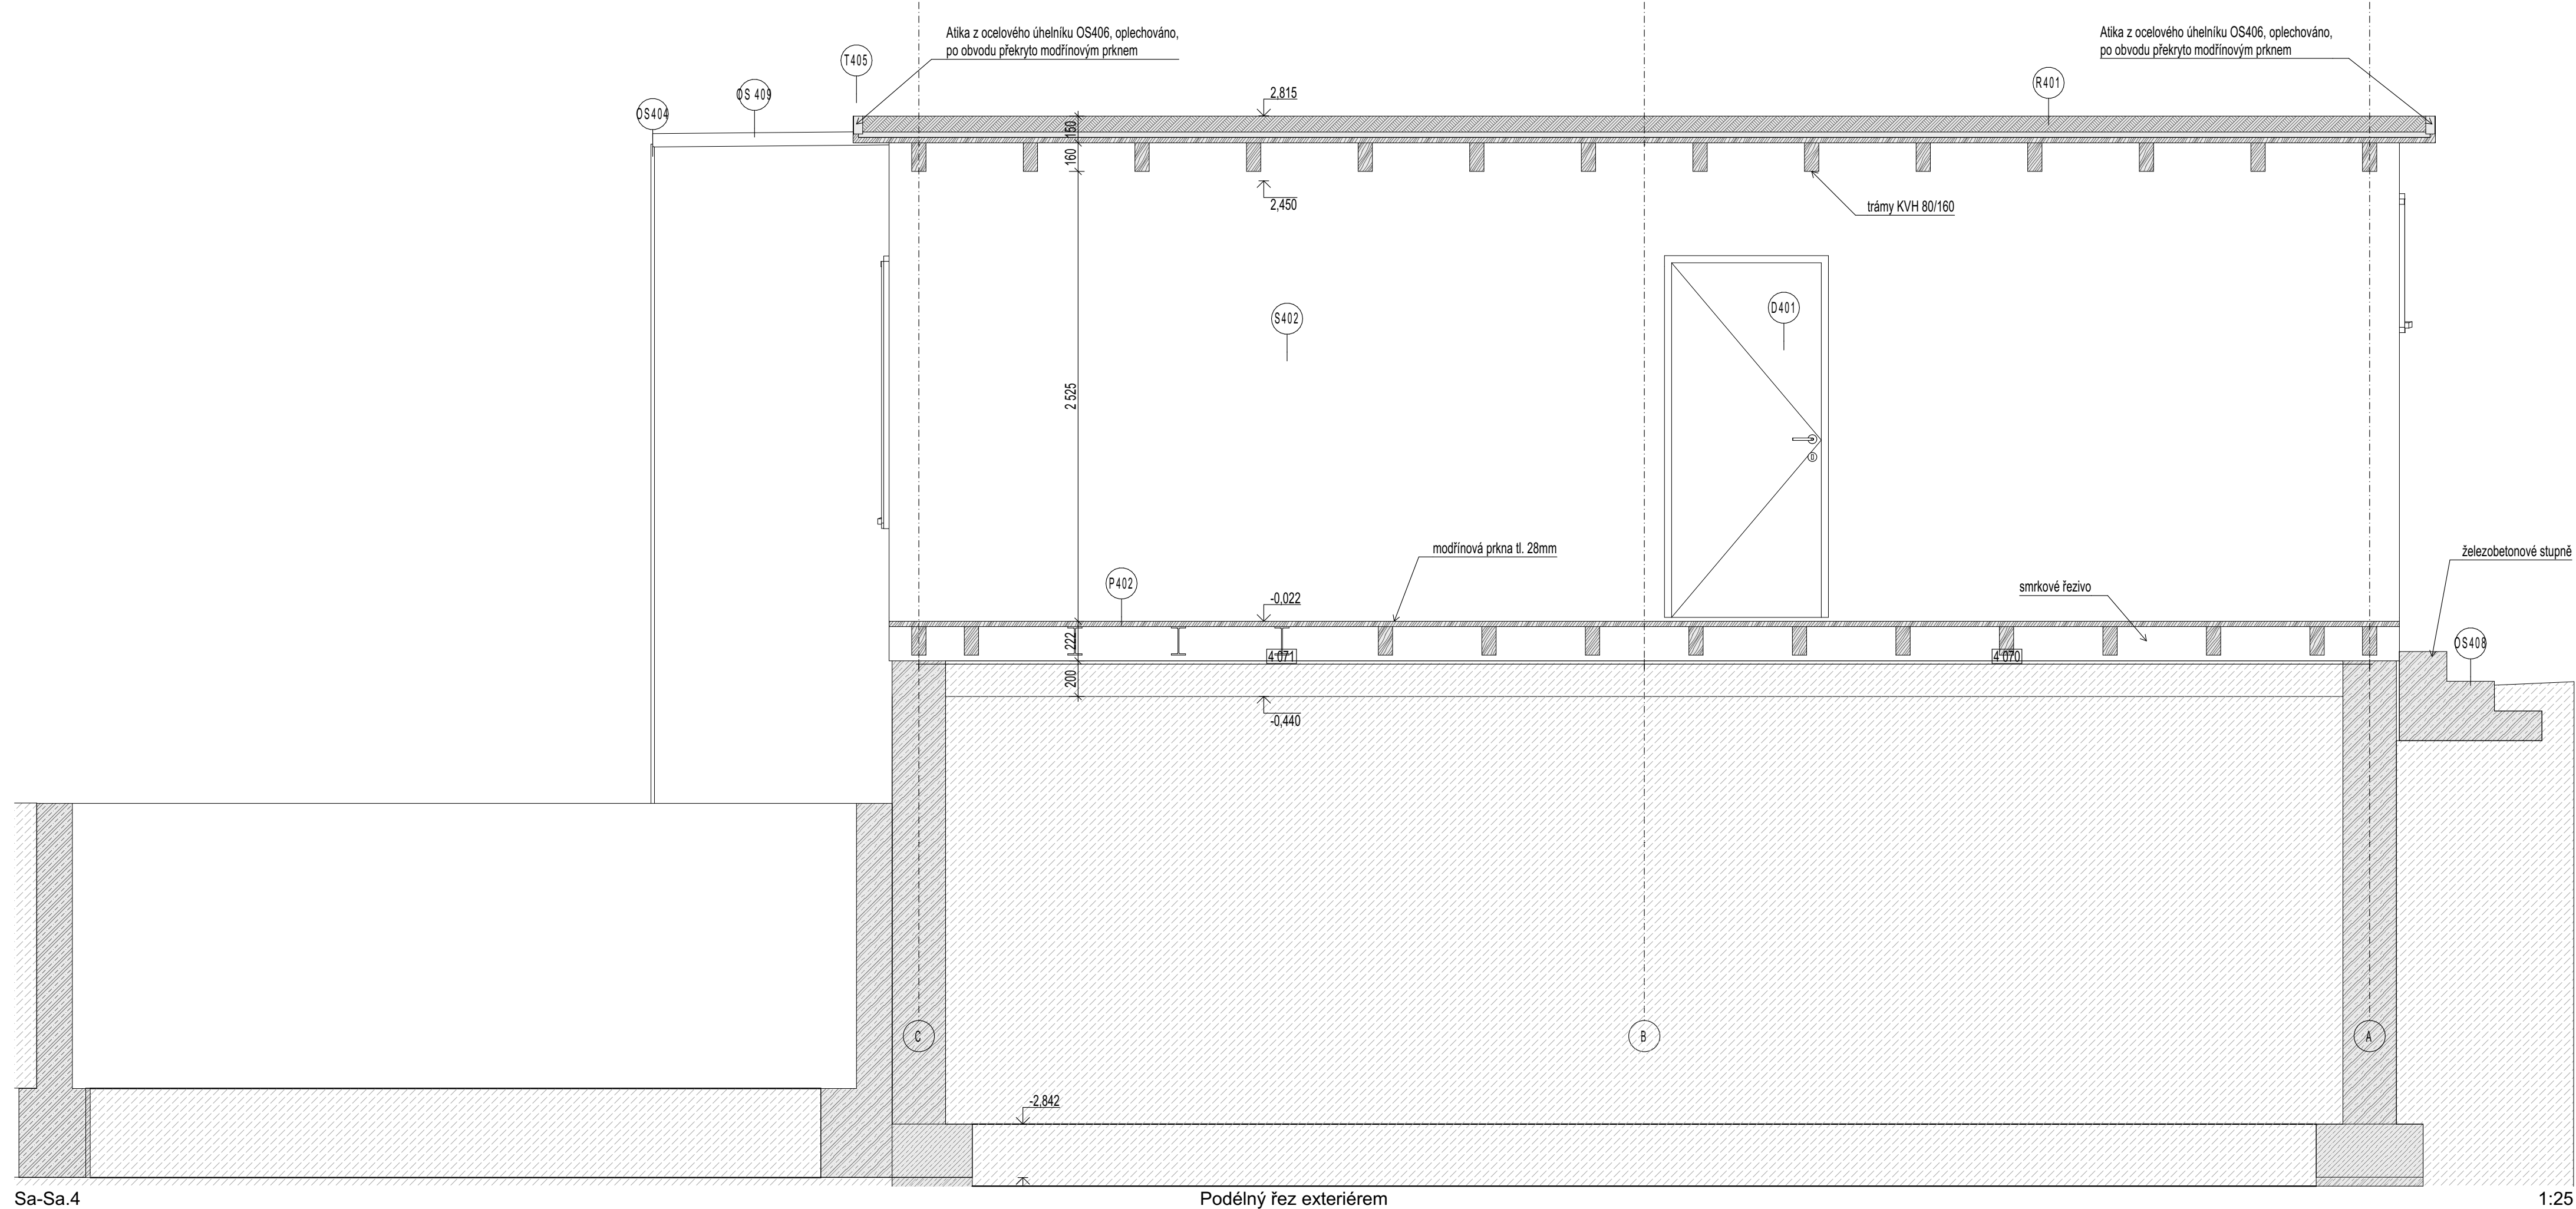 Atika z ocelového úhelníku OS406, oplechováno,
po obvodu překryto modřínovým prknem
Atika z ocelového úhelníku OS406, oplechováno,
po obvodu překryto modřínovým prknem
T405
OS 409
OS404
R401
2,815
150
160
2,450
trámy KVH 80/160
D401
S402
2 525
modřínová prkna tl. 28mm
železobetonové stupně
P402
smrkové řezivo
-0,022
222
4 071
4 070
OS408
200
-0,440
C
B
A
-2,842
Sa-Sa.4
Podélný řez exteriérem
1:25